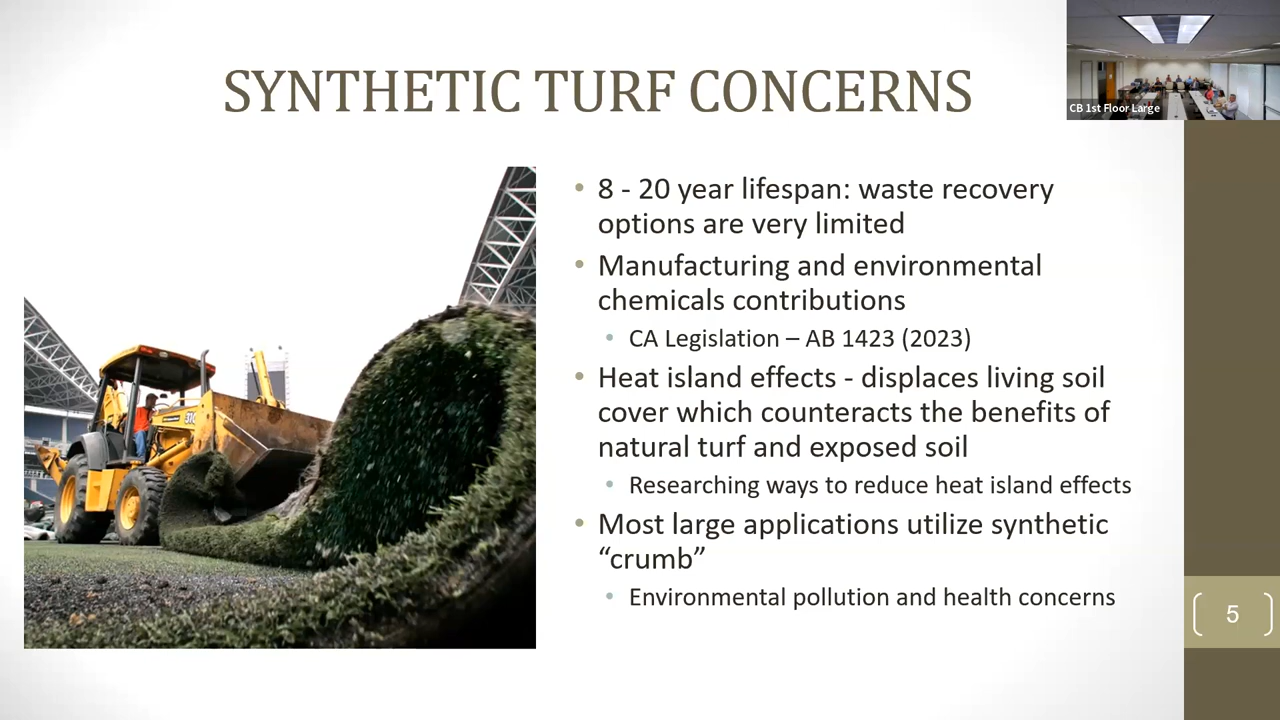 SYNTHETIC TURF CONCERNS
CB 1st Floor Large
• 8 - 20 year lifespan: waste recovery
options are very limited
• Manufacturing and environmental
chemicals contributions
• CA Legislation – AB 1423 (2023)
• Heat island effects - displaces living soil
cover which counteracts the benefits of
natural turf and exposed soil
• Researching ways to reduce heat island effects
• Most large applications utilize synthetic
“crumb”
• Environmental pollution and health concerns
5